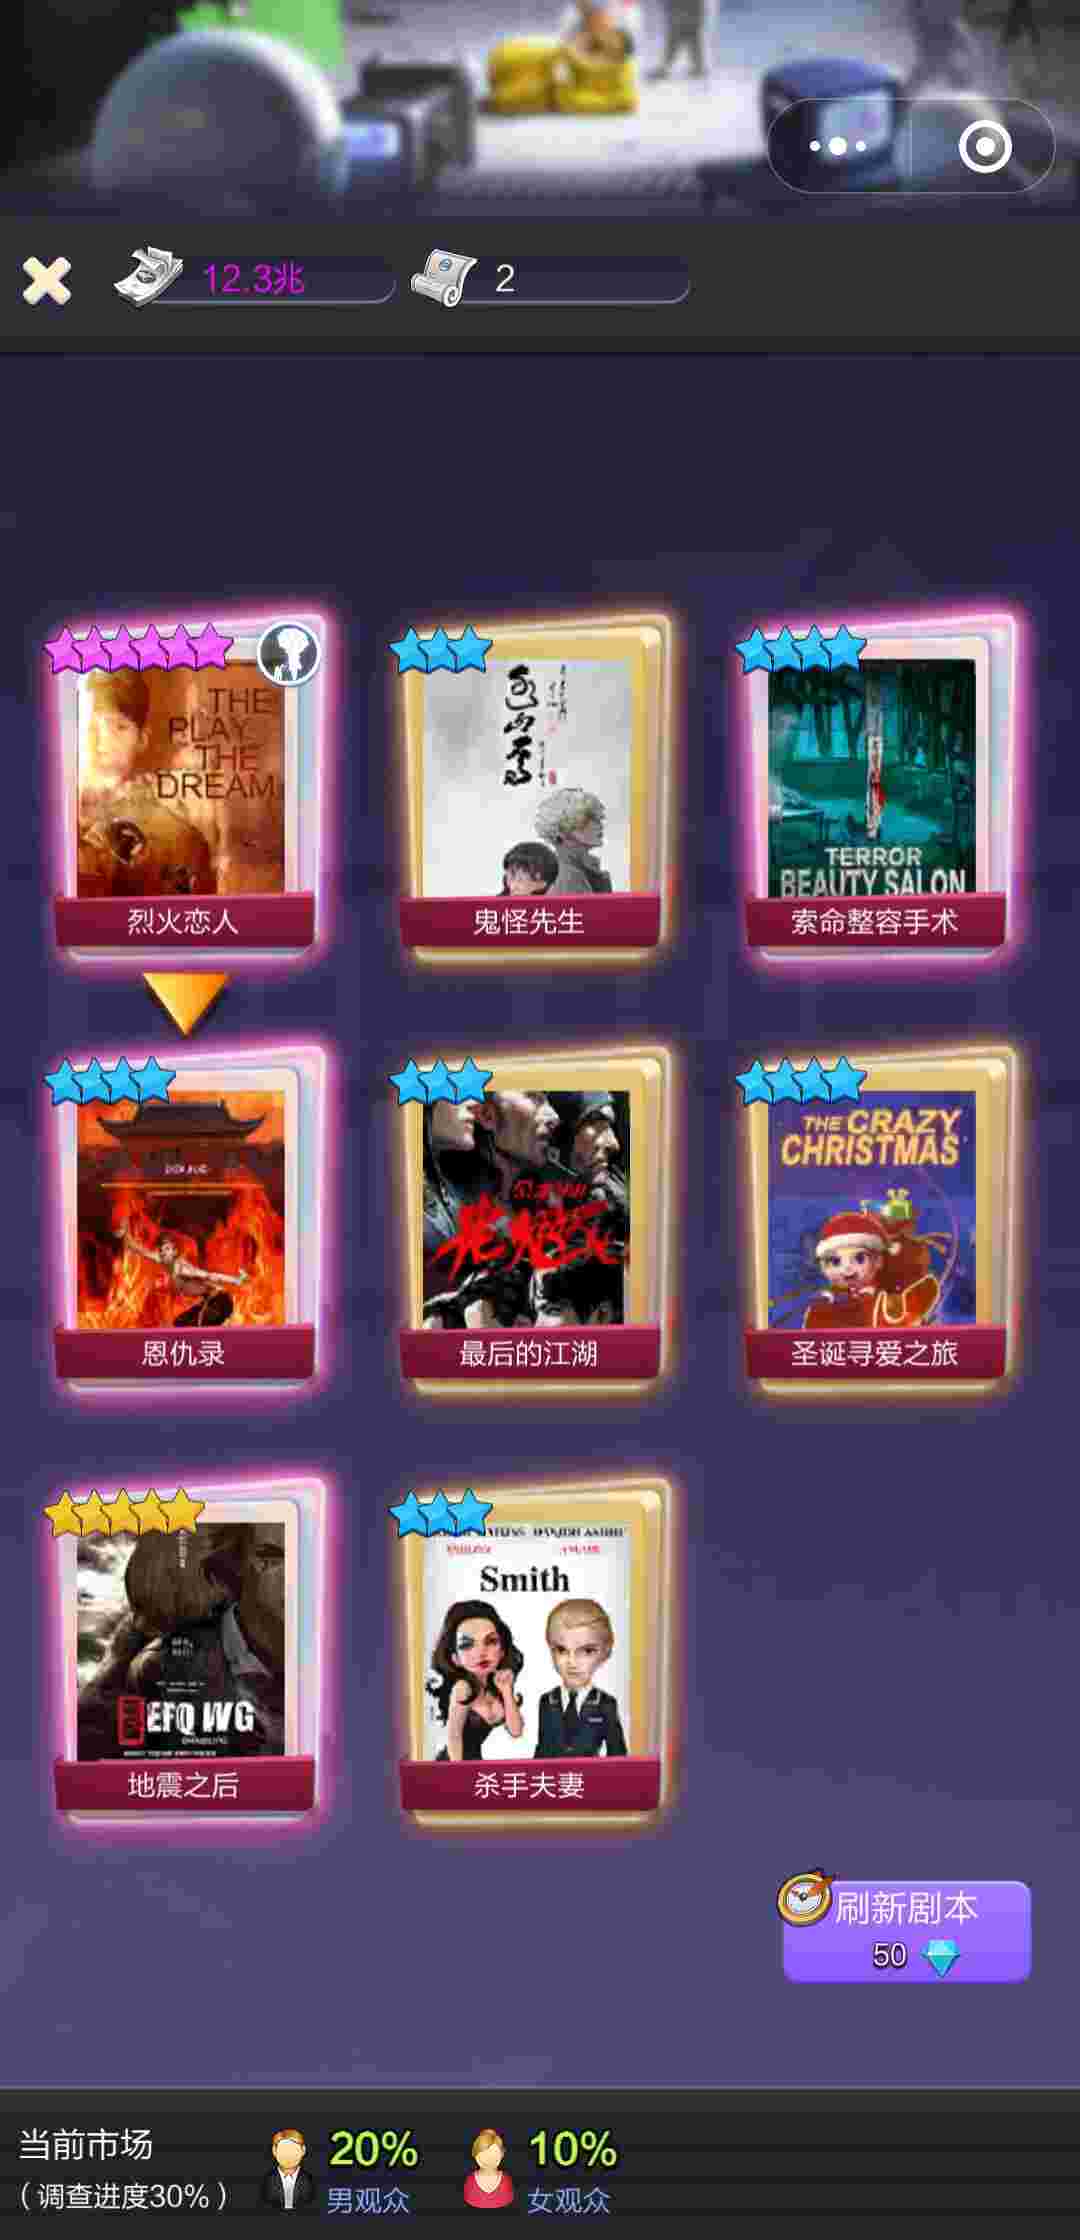 12.3兆
2
THE
PLAY
THE
DREAM
烈火恋人
鬼怪先生
TERROR
BEAUTY SALON
索命整容手术
恩仇录
最后的江湖
THE CRAZY
CHRISTMAS
圣诞寻爱之旅
EFQ WG
地震之后
Smith
杀手夫妻
刷新剧本
50
当前市场
（调查进度30%）
20%
男观众
10%
女观众